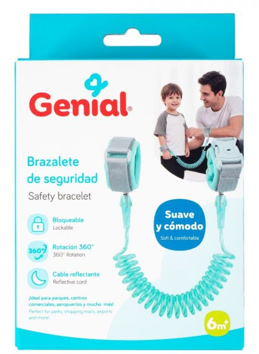 Genial®
Brazalete
de seguridad
Safety bracelet
Bloqueable
Lockable
360°
Rotación 360°
360° Rotation
Cable reflectante
Reflective cord
Suave
y cómodo
Soft & comfortable
¡Ideal para parques, centros
comerciales, aeropuertos y mucho más!
Perfect for parks, shopping malls, airports
and more!
6m+